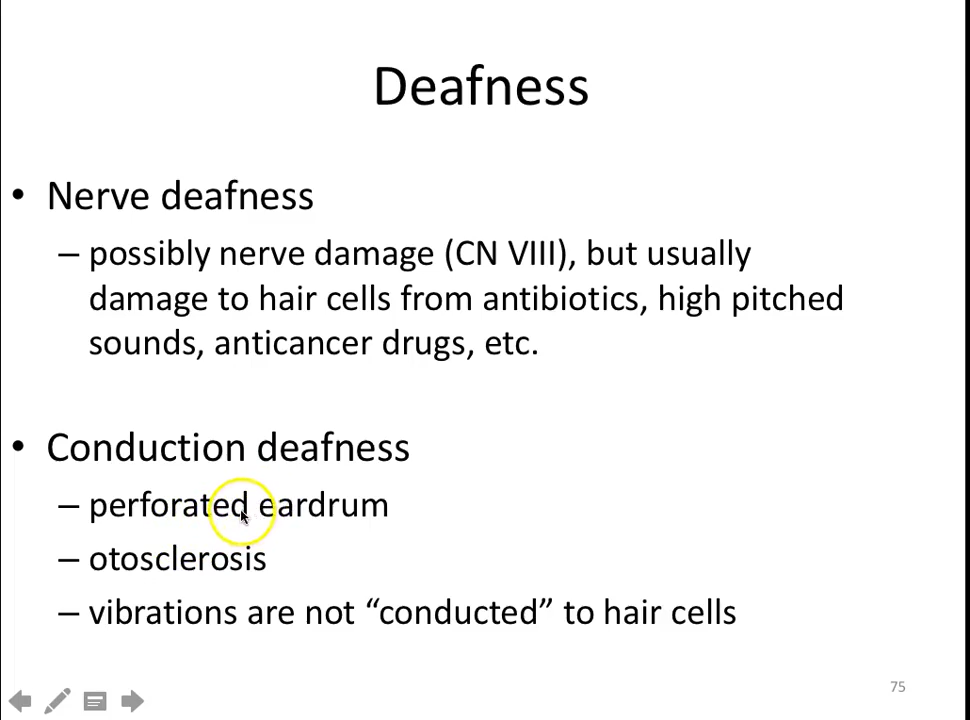 Deafness
• Nerve deafness
– possibly nerve damage (CN VIII), but usually
damage to hair cells from antibiotics, high pitched
sounds, anticancer drugs, etc.
• Conduction deafness
– perforated eardrum
– otosclerosis
– vibrations are not “conducted” to hair cells
75